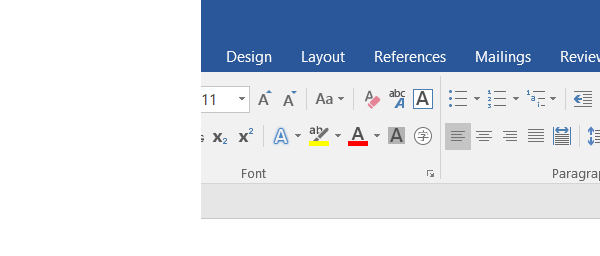 Design Layout References Mailings Review
11 Aa abc A
x₂ x² A ab A A 字
Font Paragrap